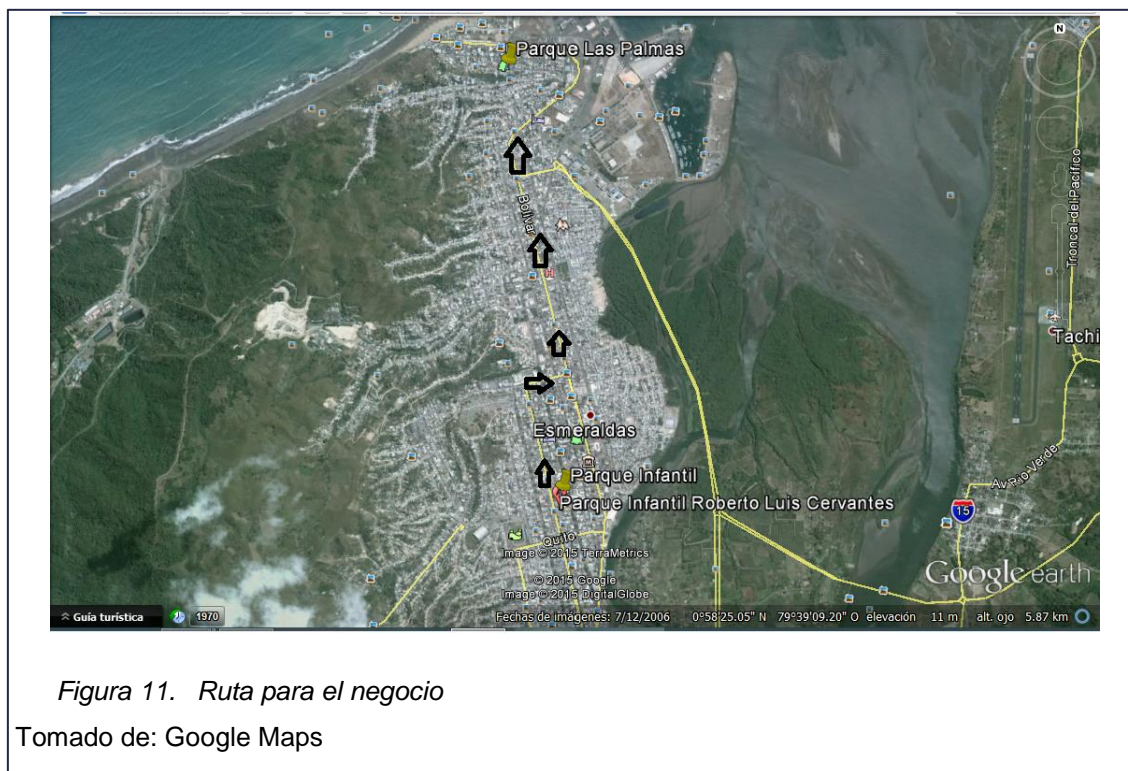 Parque Las Palmas
N
Bolívar
H
Troncal del Pacífico
Tachi
Esmeraldas
Parque Infantil
Parque Infantil Roberto Luis Cervantes
Av Rio Verde
15
Quito
Image © 2015 TerraMetrics
© 2015 Google
Image © 2015 DigitalGlobe
Google earth
Guía turística
1970
Fechas de imágenes: 7/12/2006 0°58'25.05" N 79°39'09.20" O elevación 11 m alt. ojo 5.87 km
Figura 11. Ruta para el negocio
Tomado de: Google Maps